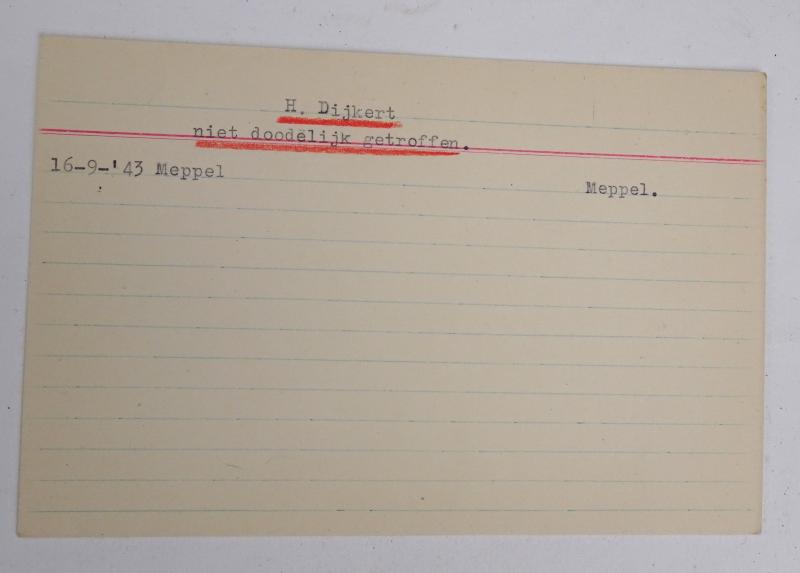 H. Dijkert
niet doodelijk getroffen.
16-9-'43 Meppel Meppel.